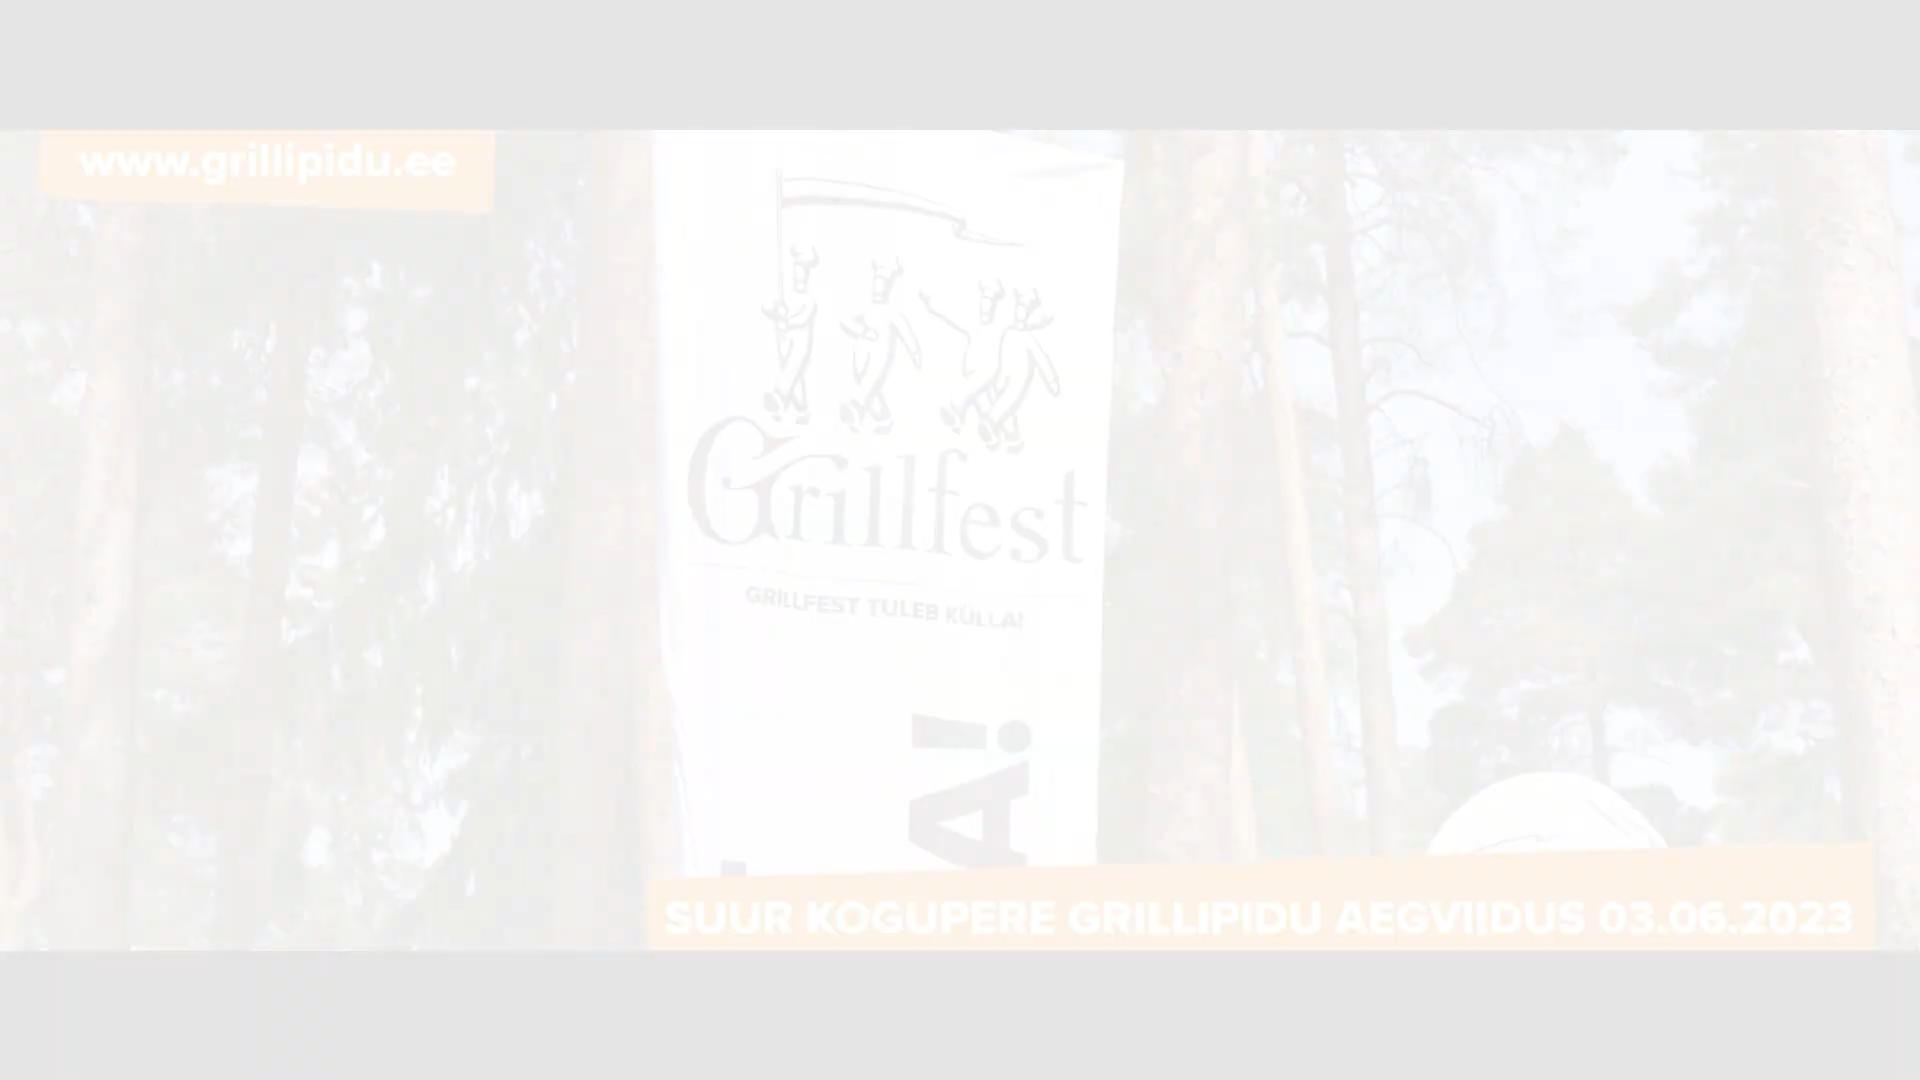 www.grillipidu.ee
Grillfest
GRILLFEST TULEB KÜLLA!
A!
SUUR KOGUPERE GRILLIPIDU AEGVIIDUS 03.06.2023